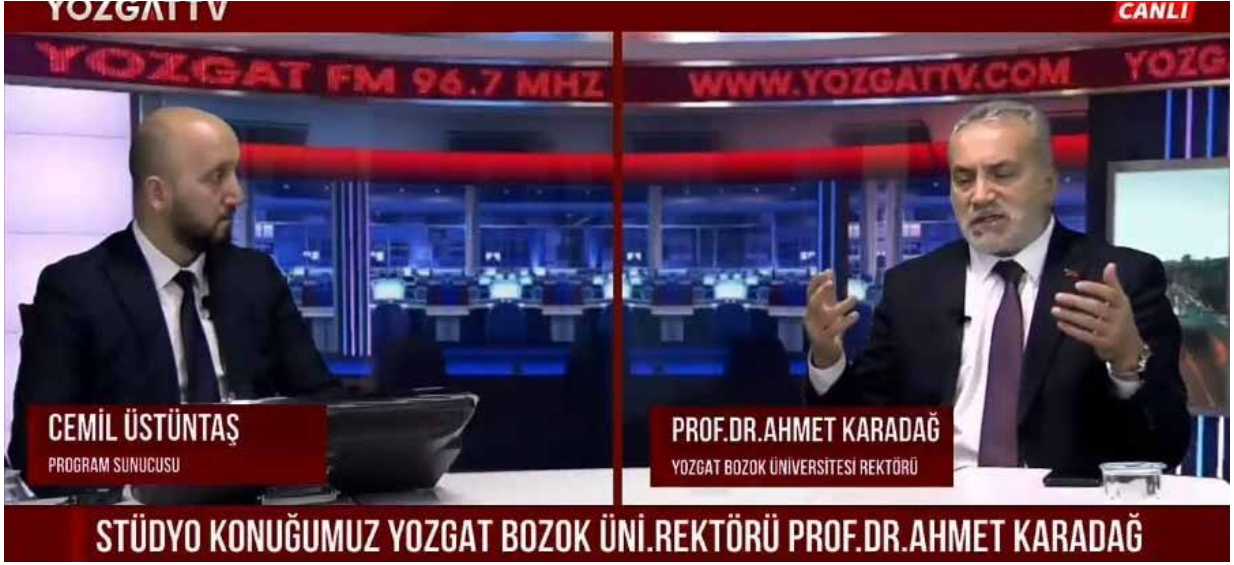 YOZGATTV
CANLI
YOZGAT FM 96.7 MHZ
WWW.YOZGATTV.COM
YOZG
CEMİL ÜSTÜNTAŞ
PROGRAM SUNUCUSU
PROF.DR.AHMET KARADAĞ
YOZGAT BOZOK ÜNİVERSİTESİ REKTÖRÜ
STÜDYO KONUĞUMUZ YOZGAT BOZOK ÜNİ.REKTÖRÜ PROF.DR.AHMET KARADAĞ